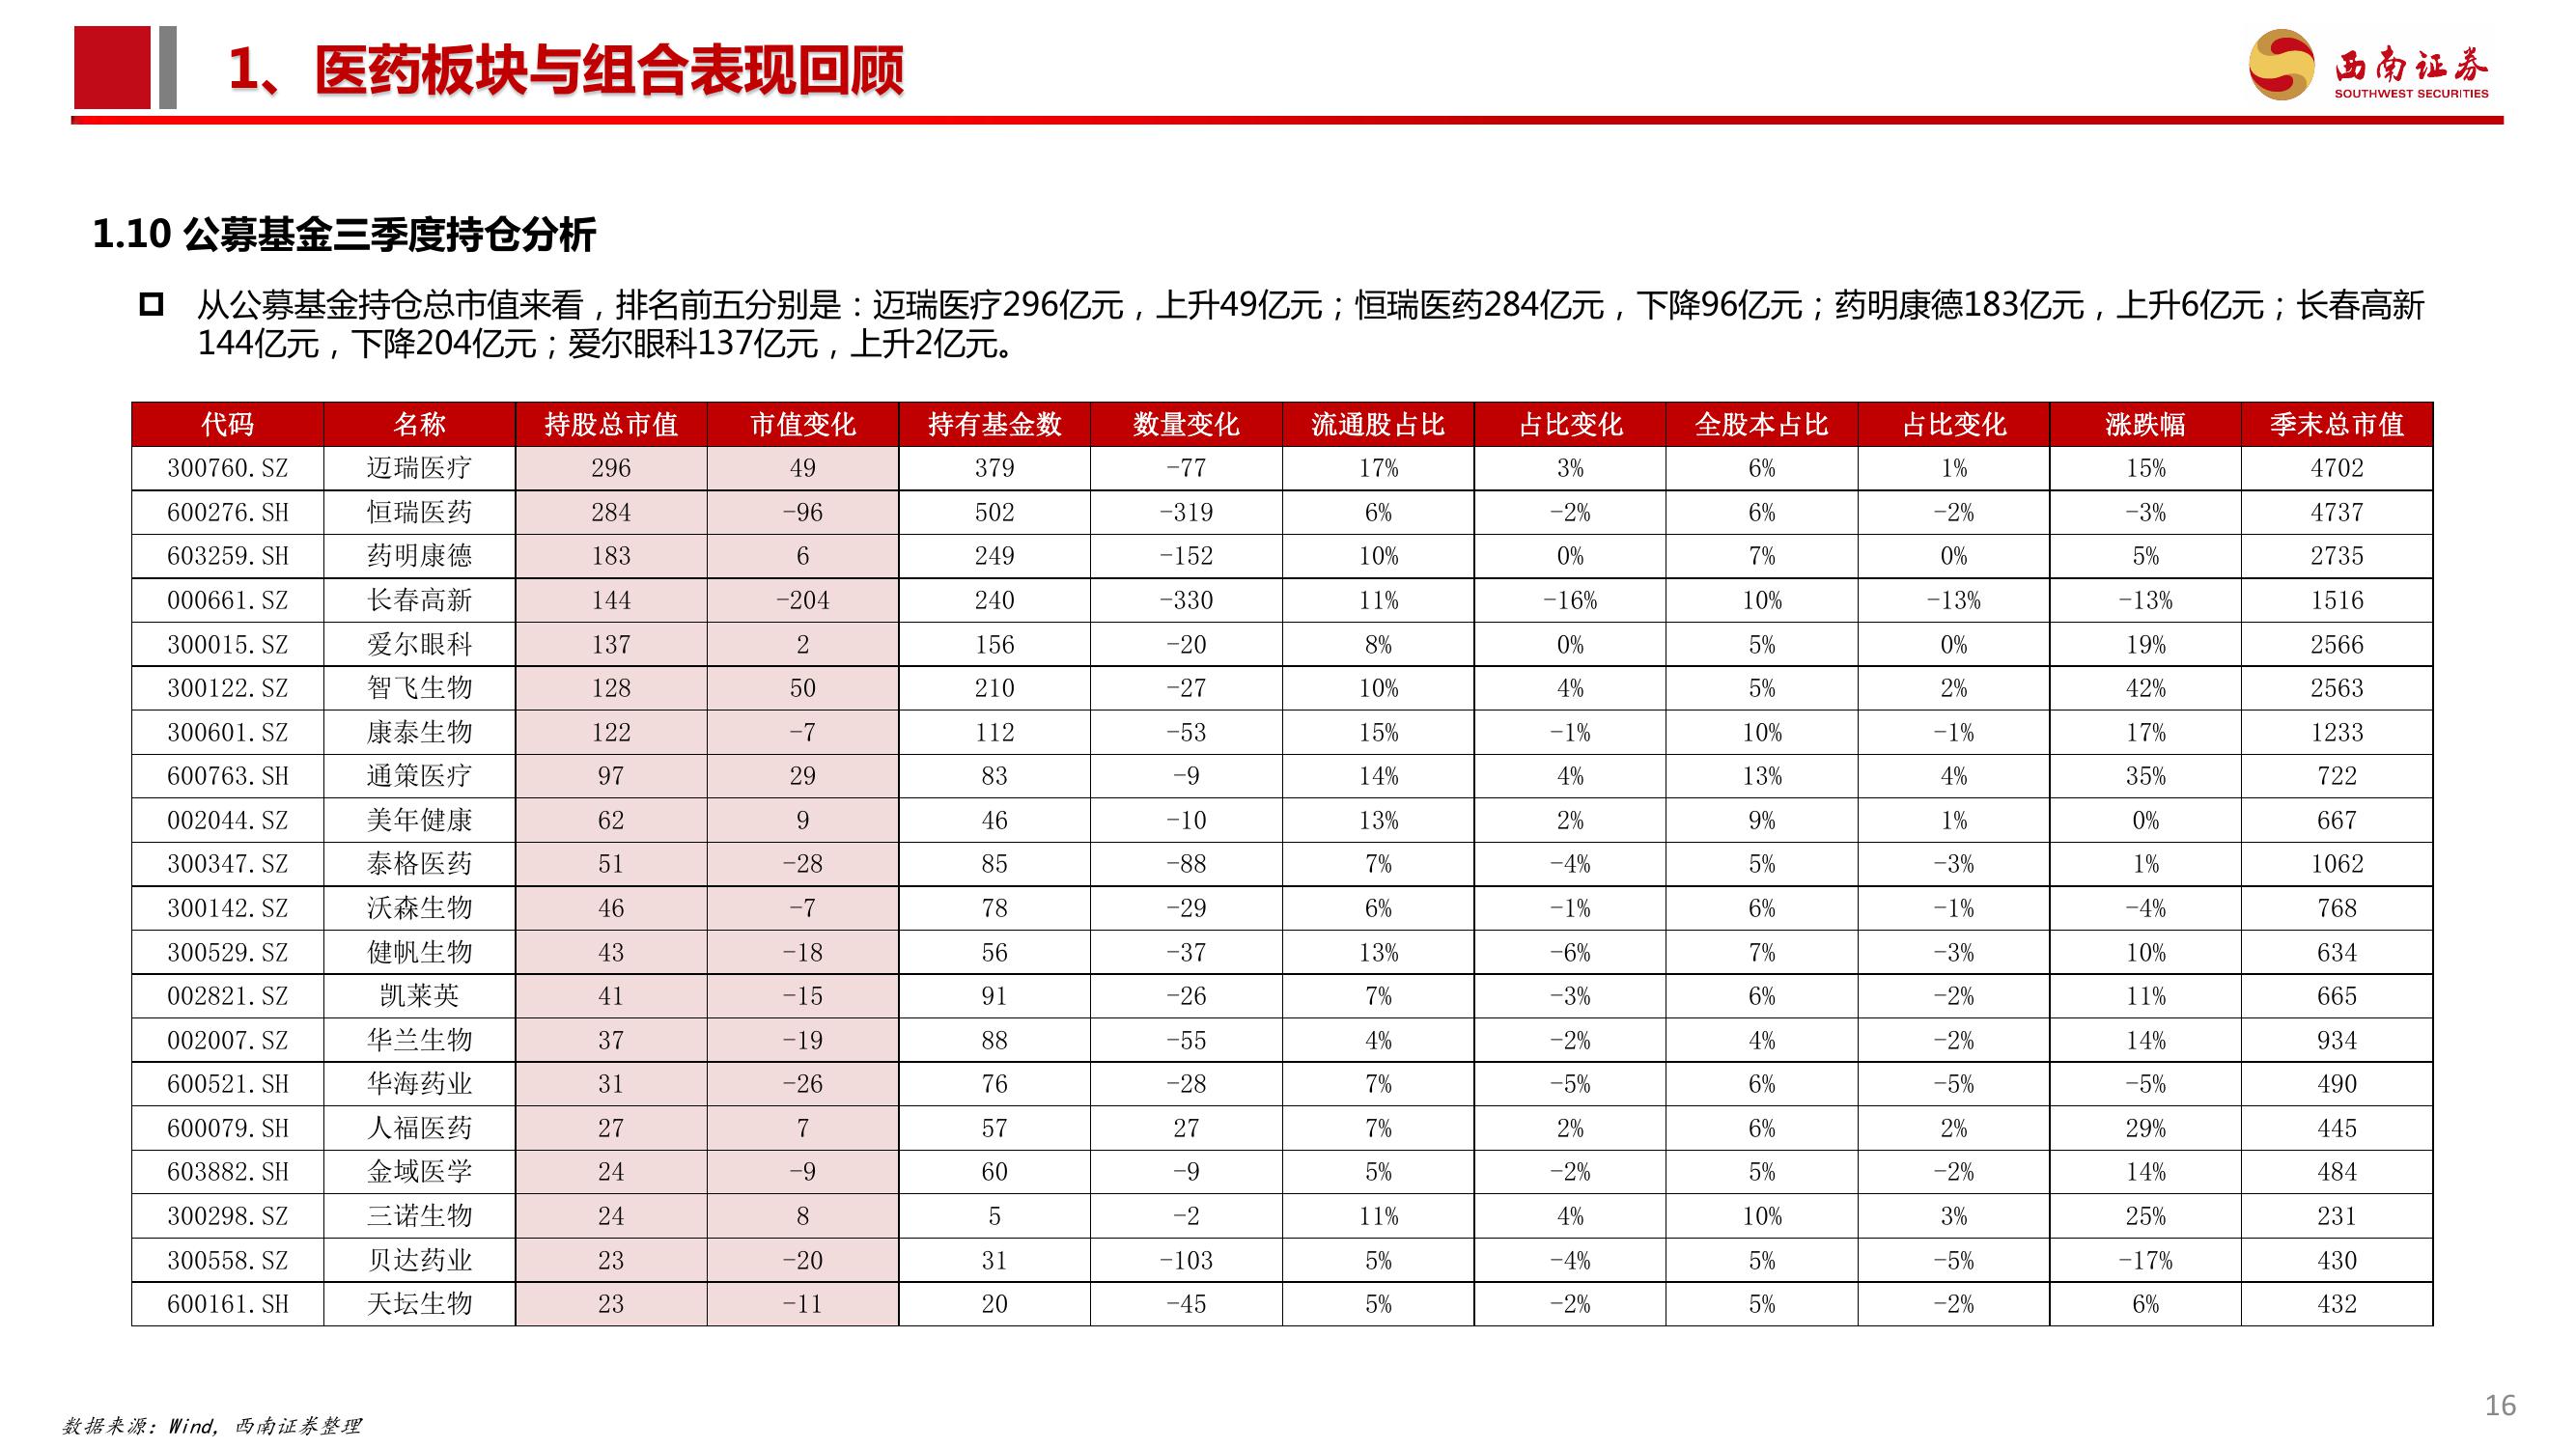 1、医药板块与组合表现回顾
西南证券
SOUTHWEST SECURITIES
1.10 公募基金三季度持仓分析
从公募基金持仓总市值来看，排名前五分别是：迈瑞医疗296亿元，上升49亿元；恒瑞医药284亿元，下降96亿元；药明康德183亿元，上升6亿元；长春高新
144亿元，下降204亿元；爱尔眼科137亿元，上升2亿元。
代码 名称 持股总市值 市值变化 持有基金数 数量变化 流通股占比 占比变化 全股本占比 占比变化 涨跌幅 季末总市值
300760.SZ 迈瑞医疗 296 49 379 -77 17% 3% 6% 1% 15% 4702
600276.SH 恒瑞医药 284 -96 502 -319 6% -2% 6% -2% -3% 4737
603259.SH 药明康德 183 6 249 -152 10% 0% 7% 0% 5% 2735
000661.SZ 长春高新 144 -204 240 -330 11% -16% 10% -13% -13% 1516
300015.SZ 爱尔眼科 137 2 156 -20 8% 0% 5% 0% 19% 2566
300122.SZ 智飞生物 128 50 210 -27 10% 4% 5% 2% 42% 2563
300601.SZ 康泰生物 122 -7 112 -53 15% -1% 10% -1% 17% 1233
600763.SH 通策医疗 97 29 83 -9 14% 4% 13% 4% 35% 722
002044.SZ 美年健康 62 9 46 -10 13% 2% 9% 1% 0% 667
300347.SZ 泰格医药 51 -28 85 -88 7% -4% 5% -3% 1% 1062
300142.SZ 沃森生物 46 -7 78 -29 6% -1% 6% -1% -4% 768
300529.SZ 健帆生物 43 -18 56 -37 13% -6% 7% -3% 10% 634
002821.SZ 凯莱英 41 -15 91 -26 7% -3% 6% -2% 11% 665
002007.SZ 华兰生物 37 -19 88 -55 4% -2% 4% -2% 14% 934
600521.SH 华海药业 31 -26 76 -28 7% -5% 6% -5% -5% 490
600079.SH 人福医药 27 7 57 27 7% 2% 6% 2% 29% 445
603882.SH 金域医学 24 -9 60 -9 5% -2% 5% -2% 14% 484
300298.SZ 三诺生物 24 8 5 -2 11% 4% 10% 3% 25% 231
300558.SZ 贝达药业 23 -20 31 -103 5% -4% 5% -5% -17% 430
600161.SH 天坛生物 23 -11 20 -45 5% -2% 5% -2% 6% 432
数据来源：Wind，西南证券整理
16